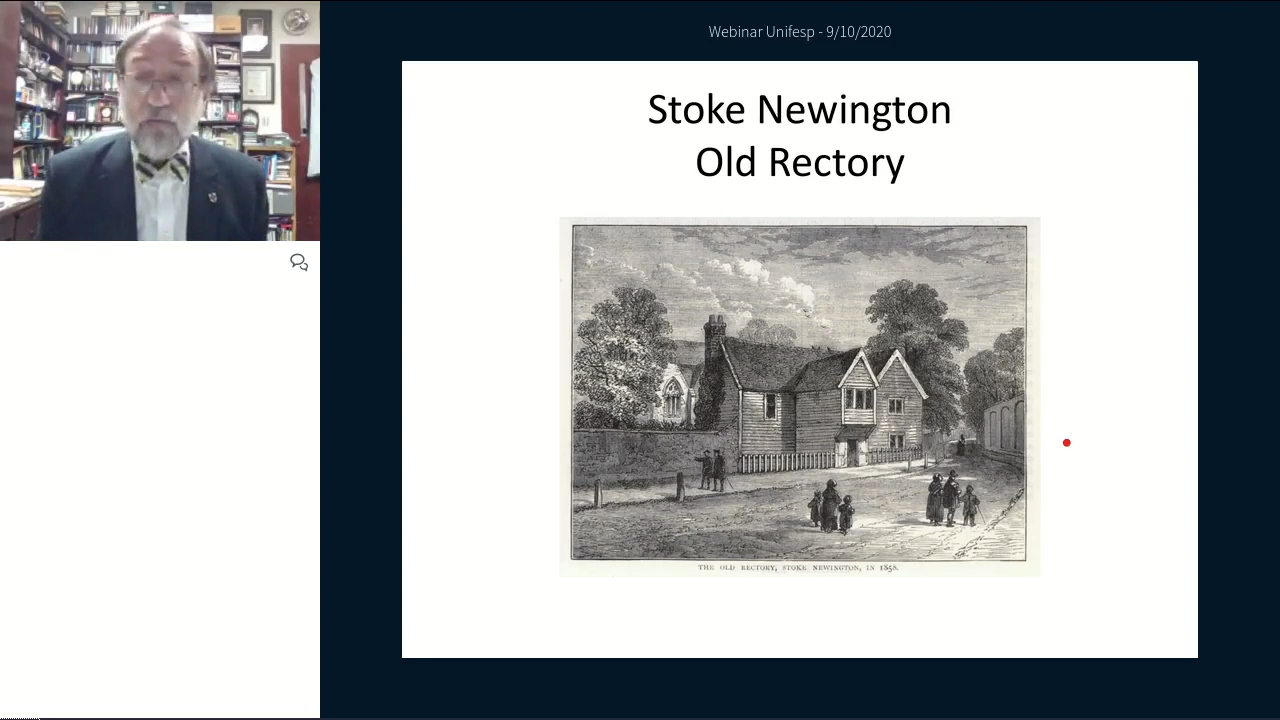 Webinar Unifesp - 9/10/2020
Stoke Newington
Old Rectory
THE OLD RECTORY, STOKE NEWINGTON, IN 1858.